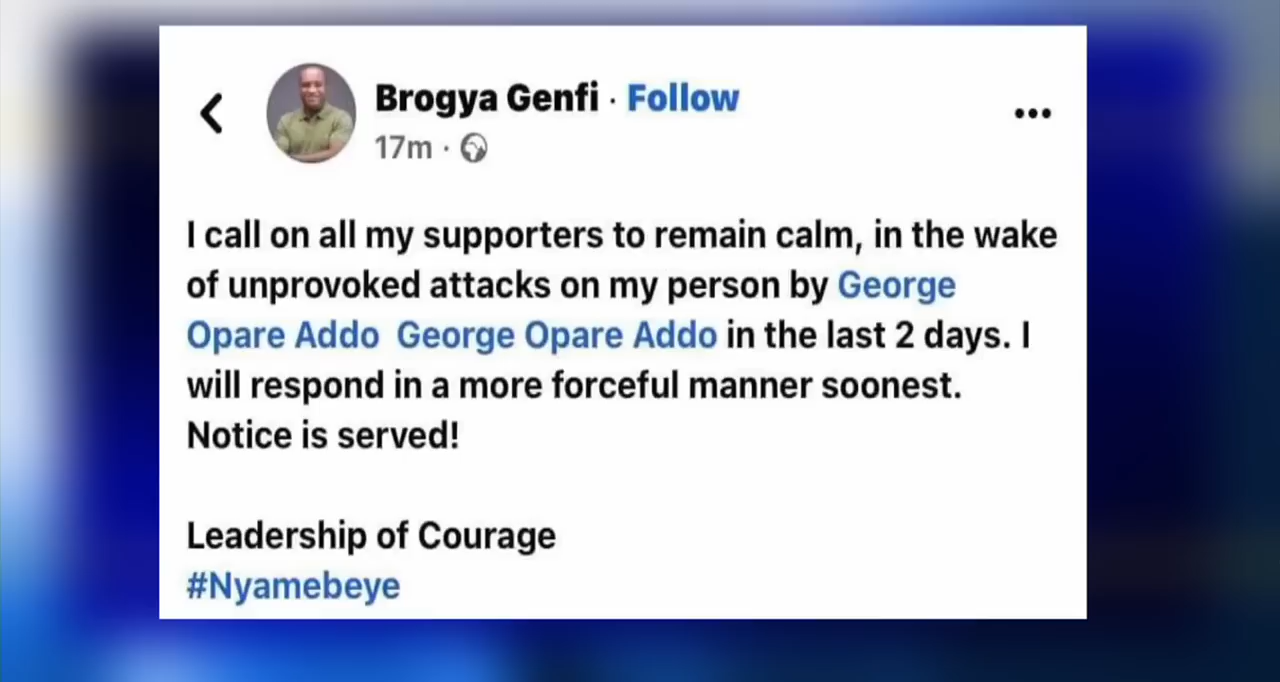 Brogya Genfi · Follow
17m ·
I call on all my supporters to remain calm, in the wake
of unprovoked attacks on my person by George
Opare Addo George Opare Addo in the last 2 days. I
will respond in a more forceful manner soonest.
Notice is served!
Leadership of Courage
#Nyamebeye